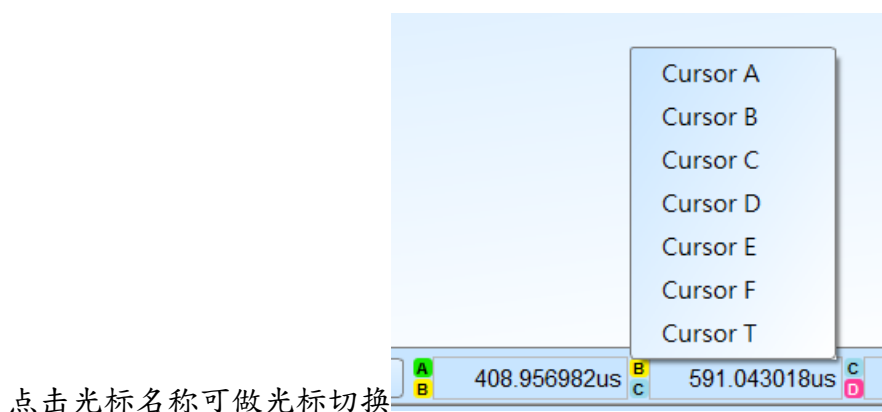 Cursor A
Cursor B
Cursor C
Cursor D
Cursor E
Cursor F
Cursor T
A B 408.956982us B C 591.043018us C D
点击光标名称可做光标切换